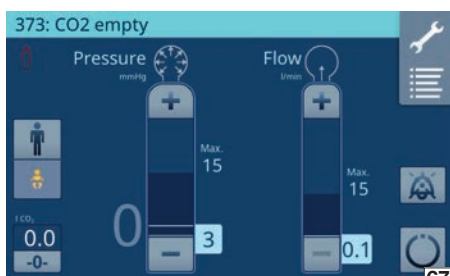 373: CO2 empty
Pressure
mmHg
Flow
l/min
Max.
15
Max.
15
0
3
0.1
l CO₂
0.0
-0-
67